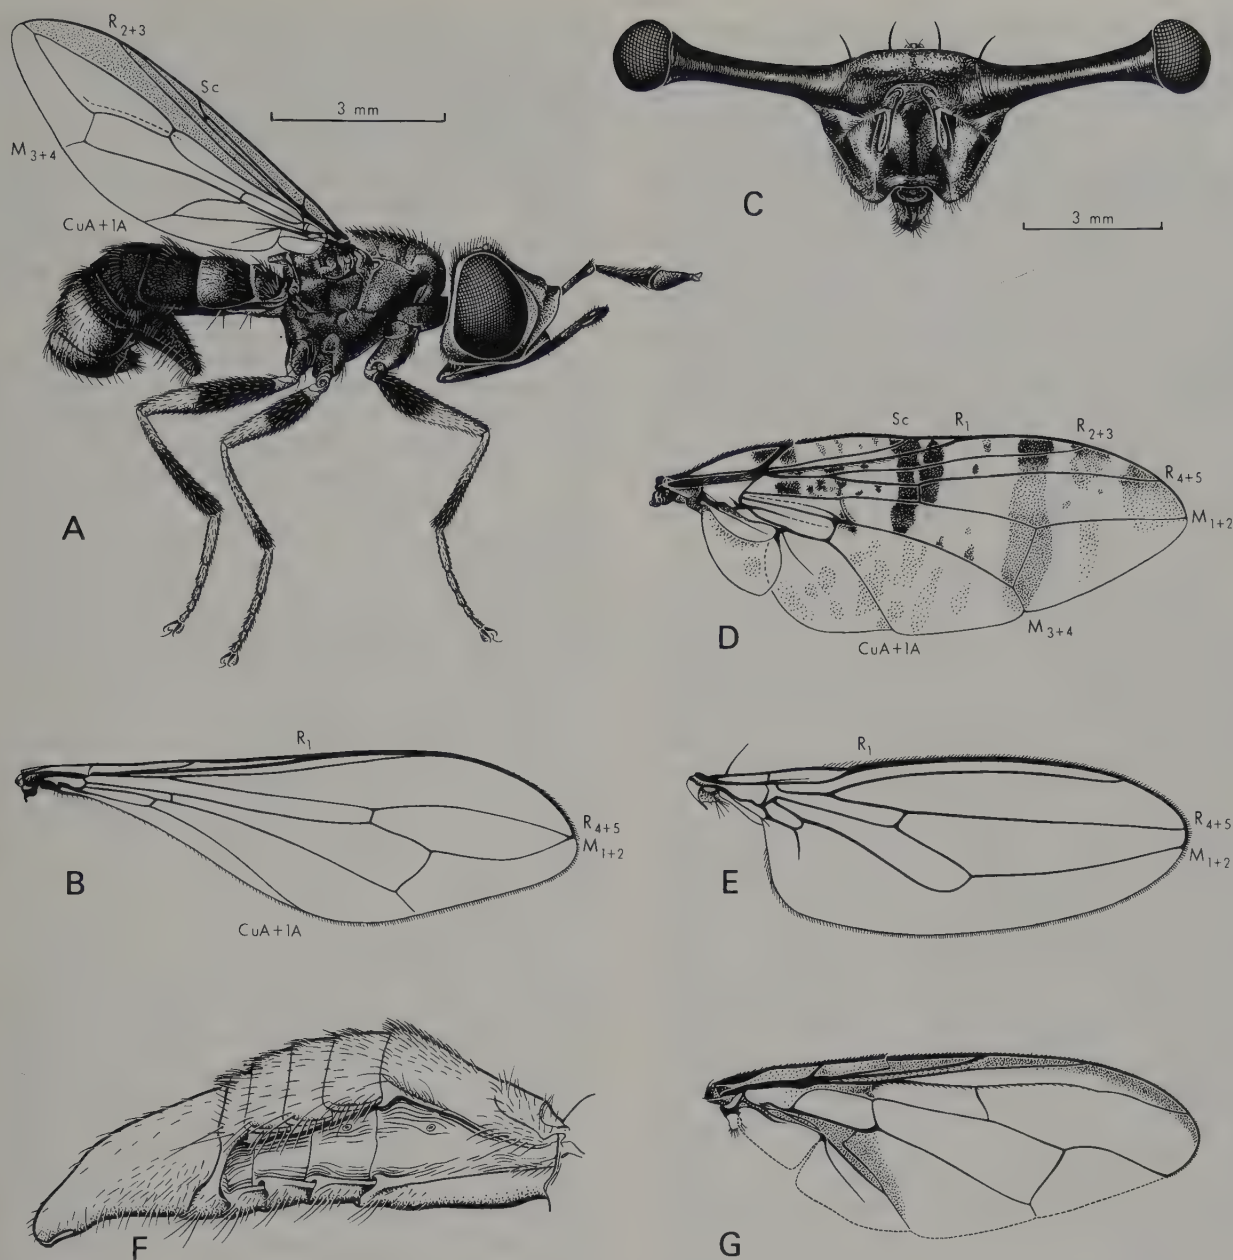 R2+3
Sc
3 mm
M3+4
CuA+1A
A
C
3 mm
Sc
R1
R2+3
R4+5
M1+2
D
M3+4
CuA+1A
R1
R4+5
M1+2
B
CuA+1A
R1
R4+5
M1+2
E
F
G